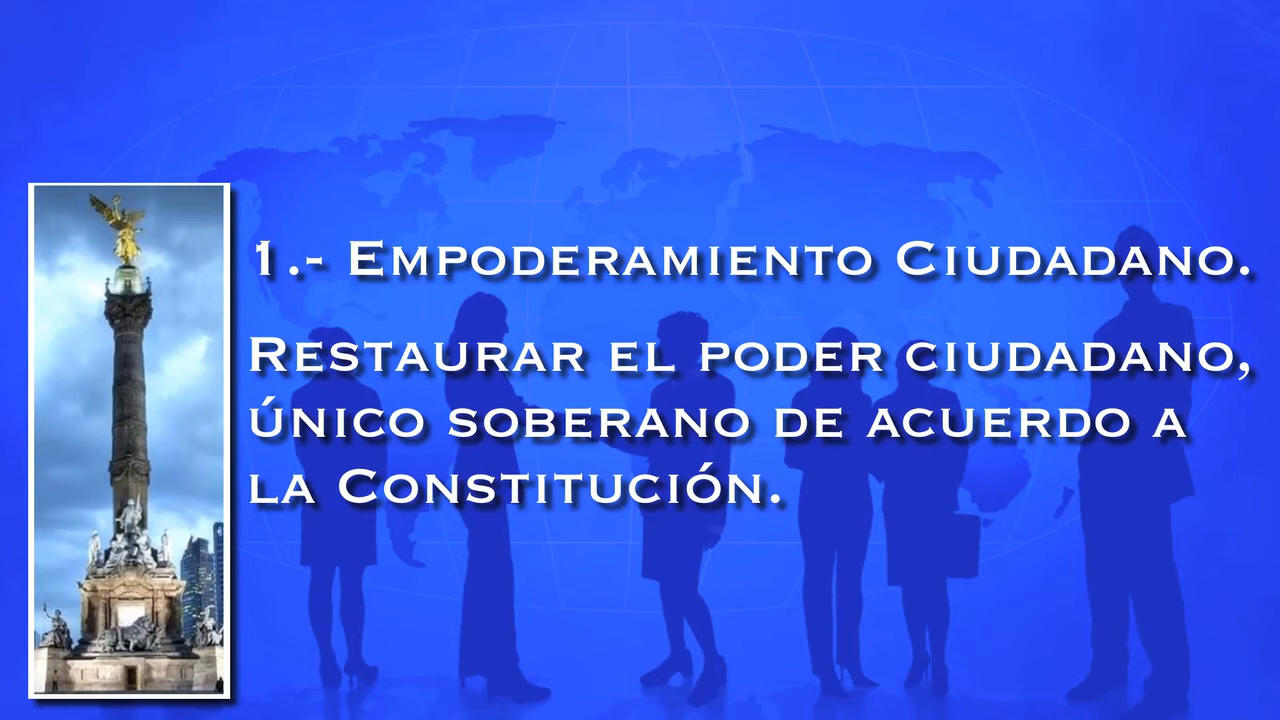 1.- Empoderamiento Ciudadano.
Restaurar el poder ciudadano,
único soberano de acuerdo a
la Constitución.